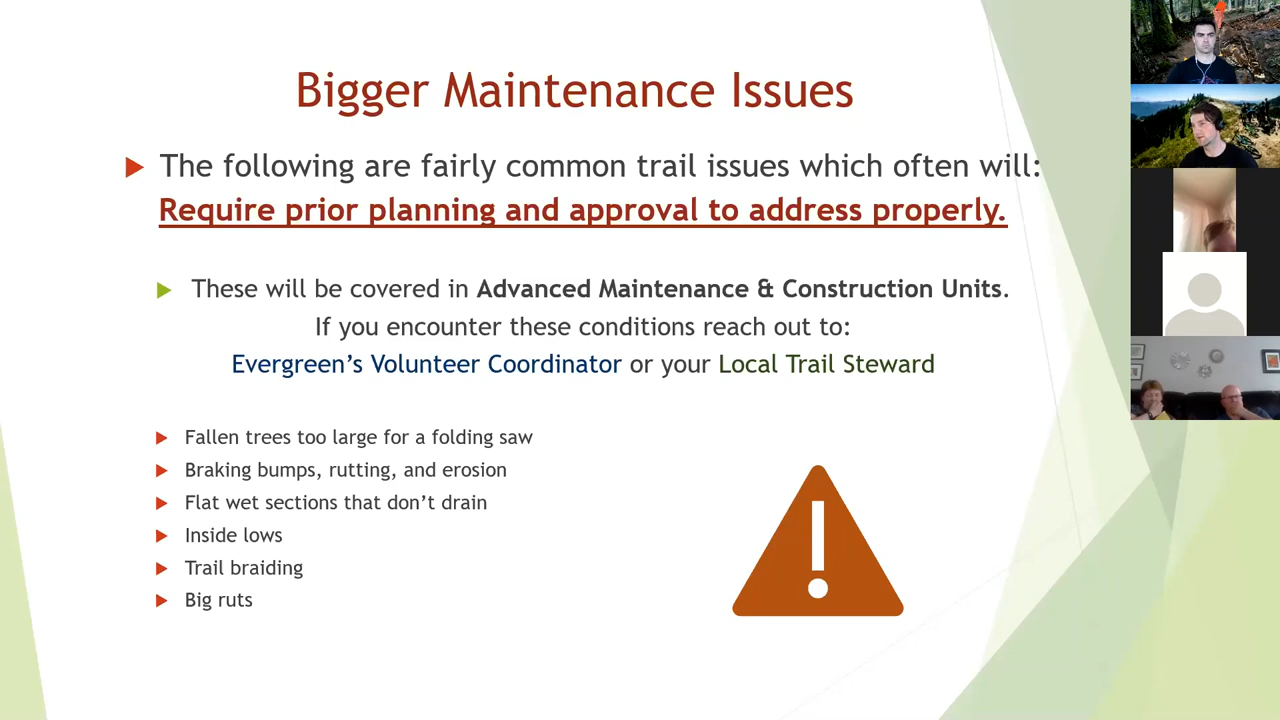 Bigger Maintenance Issues
The following are fairly common trail issues which often will:
Require prior planning and approval to address properly.
These will be covered in Advanced Maintenance & Construction Units.
If you encounter these conditions reach out to:
Evergreen’s Volunteer Coordinator or your Local Trail Steward
Fallen trees too large for a folding saw
Braking bumps, rutting, and erosion
Flat wet sections that don’t drain
Inside lows
Trail braiding
Big ruts